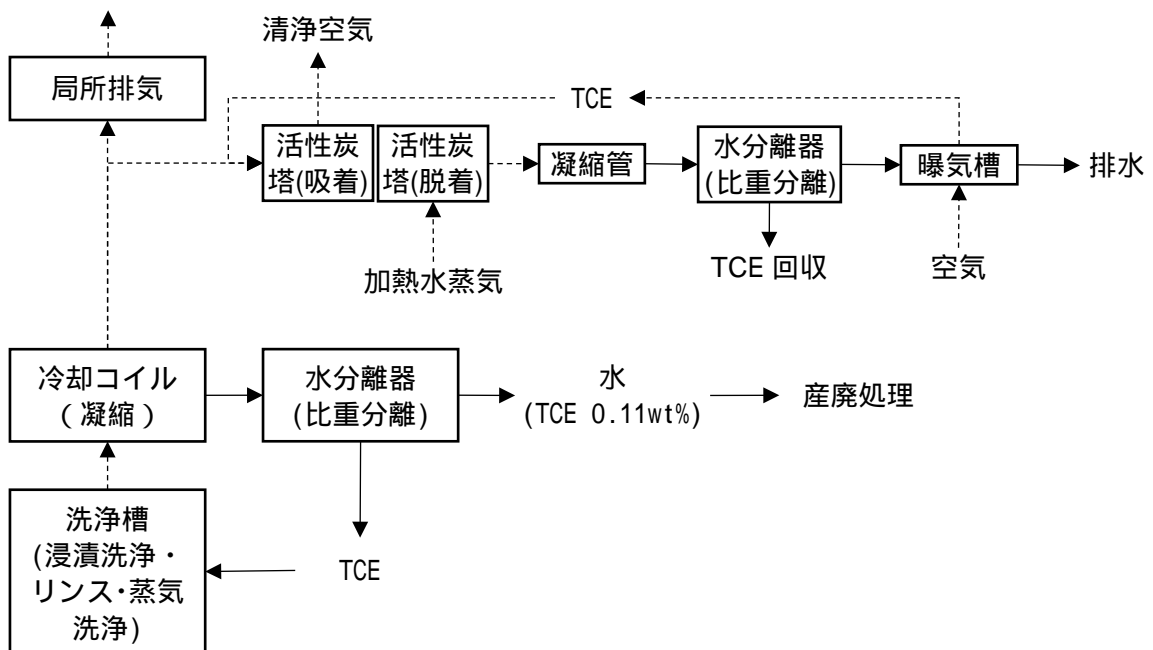 清浄空気
局所排気
TCE
活性炭
塔(吸着)
活性炭
塔(脱着)
凝縮管
水分離器
(比重分離)
曝気槽
排水
加熱水蒸気
TCE 回収
空気
冷却コイル
(凝縮)
水分離器
(比重分離)
水
(TCE 0.11wt%)
産廃処理
洗浄槽
(浸漬洗浄・
リンス・蒸気
洗浄)
TCE